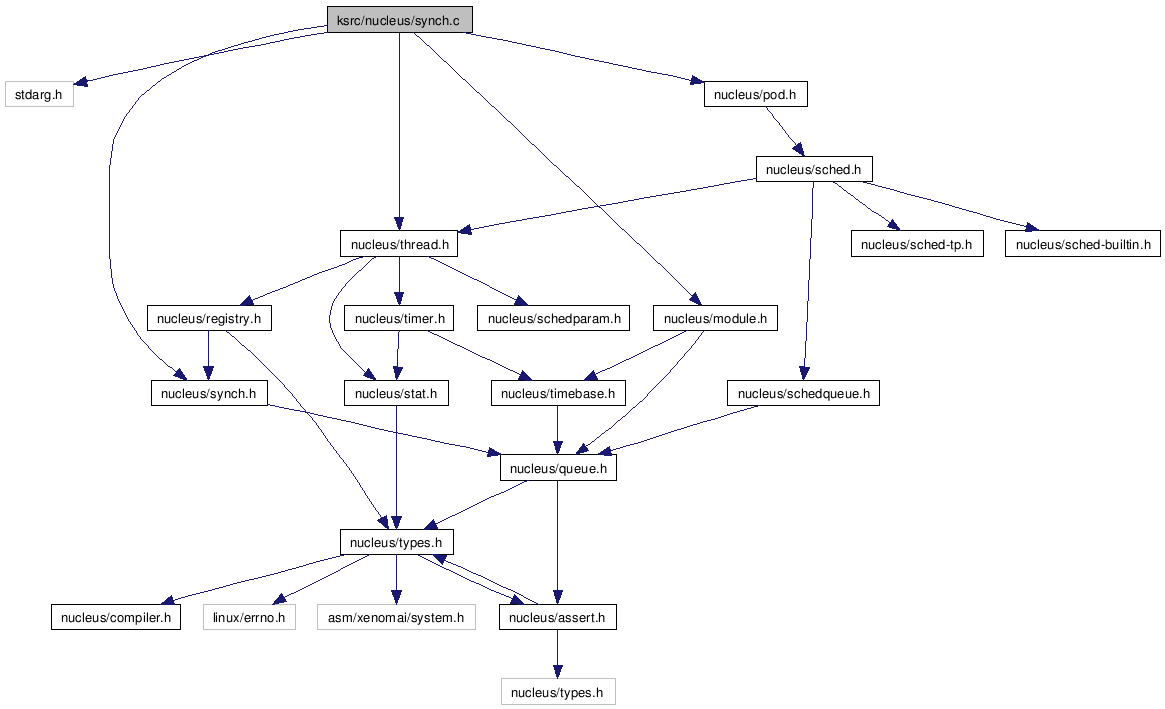 ksrc/nucleus/synch.c
stdarg.h
nucleus/pod.h
nucleus/sched.h
nucleus/thread.h
nucleus/sched-tp.h
nucleus/sched-builtin.h
nucleus/registry.h
nucleus/timer.h
nucleus/schedparam.h
nucleus/module.h
nucleus/synch.h
nucleus/stat.h
nucleus/timebase.h
nucleus/schedqueue.h
nucleus/queue.h
nucleus/types.h
nucleus/compiler.h
linux/errno.h
asm/xenomai/system.h
nucleus/assert.h
nucleus/types.h